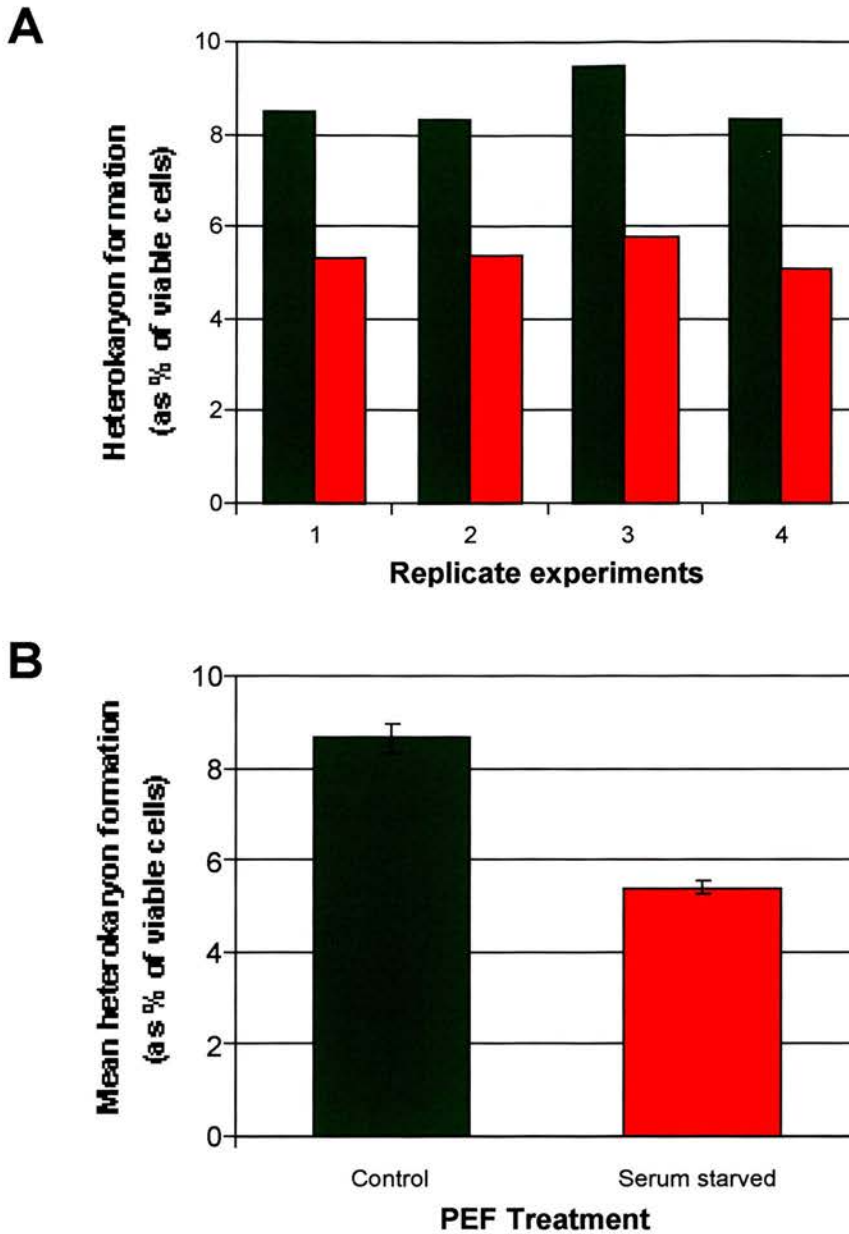 A
10
8
6
4
2
0
Heterokaryon formation
(as % of viable cells)
1 2 3 4
Replicate experiments
B
10
8
6
4
2
0
Mean heterokaryon formation
(as % of viable cells)
Control Serum starved
PEF Treatment